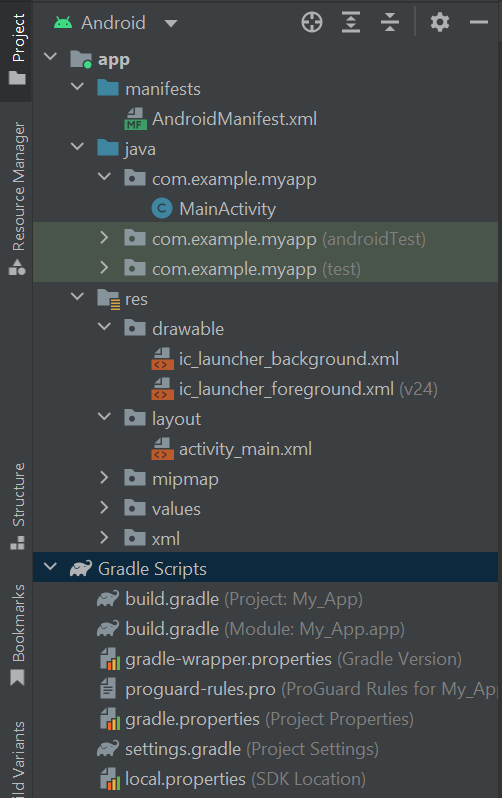 Android
app
manifests
MF AndroidManifest.xml
java
com.example.myapp
C MainActivity
com.example.myapp (androidTest)
com.example.myapp (test)
res
drawable
ic_launcher_background.xml
ic_launcher_foreground.xml (v24)
layout
activity_main.xml
mipmap
values
xml
Gradle Scripts
build.gradle (Project: My_App)
build.gradle (Module: My_App.app)
gradle-wrapper.properties (Gradle Version)
proguard-rules.pro (ProGuard Rules for My_Ap
gradle.properties (Project Properties)
settings.gradle (Project Settings)
local.properties (SDK Location)
Project
Resource Manager
Structure
Bookmarks
ild Variants